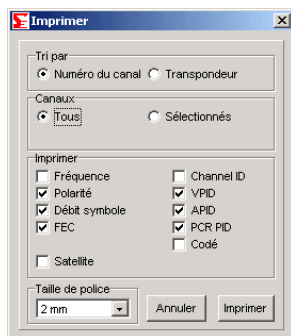 Imprimer
Tri par
Numéro du canal Transpondeur
Canaux
Tous Sélectionnés
Imprimer
Fréquence Channel ID
Polarité VPID
Débit symbole APID
FEC PCR PID
Codé
Satellite
Taille de police
2 mm Annuler Imprimer